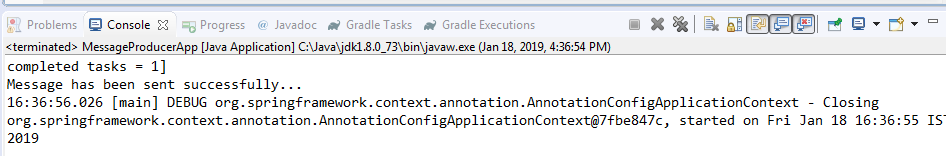 Problems Console Progress Javadoc Gradle Tasks Gradle Executions
<terminated> MessageProducerApp [Java Application] C:\Java\jdk1.8.0_73\bin\javaw.exe (Jan 18, 2019, 4:36:54 PM)
completed tasks = 1]
Message has been sent successfully...
16:36:56.026 [main] DEBUG org.springframework.context.annotation.AnnotationConfigApplicationContext - Closing
org.springframework.context.annotation.AnnotationConfigApplicationContext@7fbe847c, started on Fri Jan 18 16:36:55 IST
2019